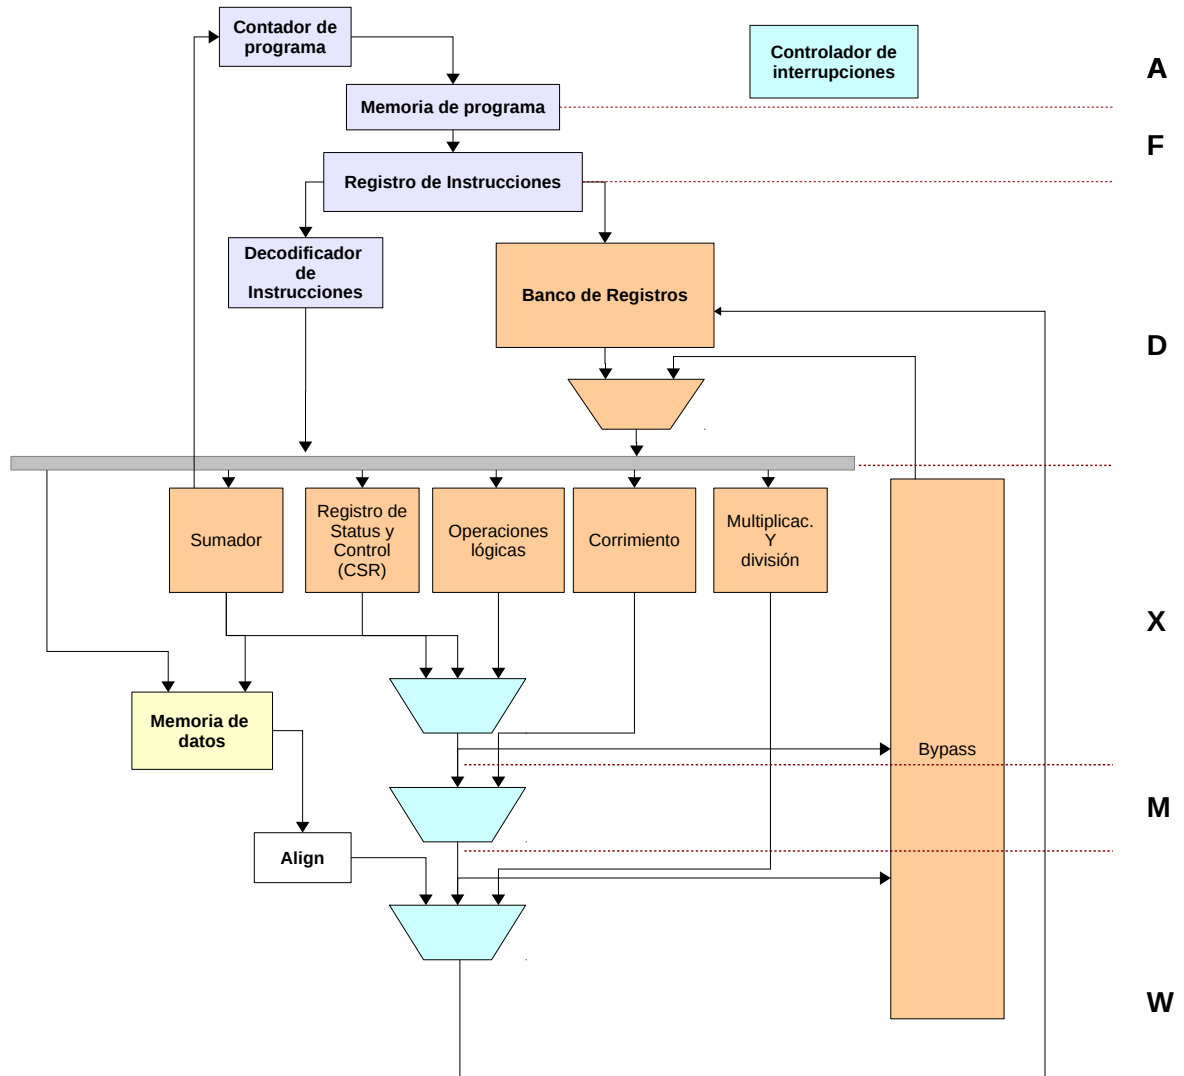 Contador de
programa
Controlador de
interrupciones
A
Memoria de programa
F
Registro de Instrucciones
Decodificador
de
Instrucciones
Banco de Registros
D
Sumador
Registro de
Status y
Control
(CSR)
Operaciones
lógicas
Corrimiento
Multiplicac.
Y
división
X
Memoria de
datos
Bypass
M
Align
W